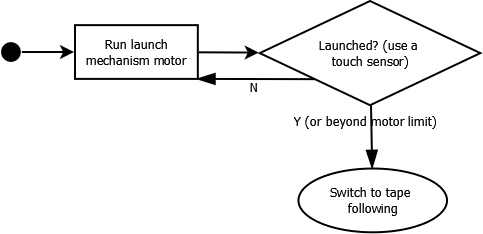 Run launch
mechanism motor
Launched? (use a
touch sensor)
N
Y (or beyond motor limit)
Switch to tape
following